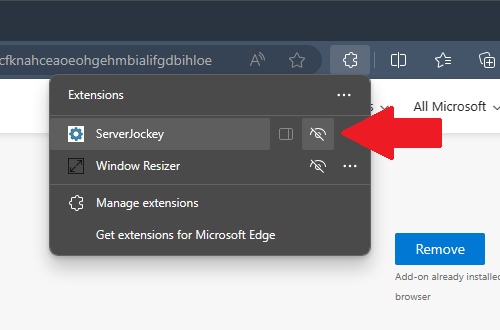 cfknahceaoeohgehmbialifgdbihloe
Extensions
All Microsoft
ServerJockey
Window Resizer
Manage extensions
Get extensions for Microsoft Edge
Remove
Add-on already installed
browser